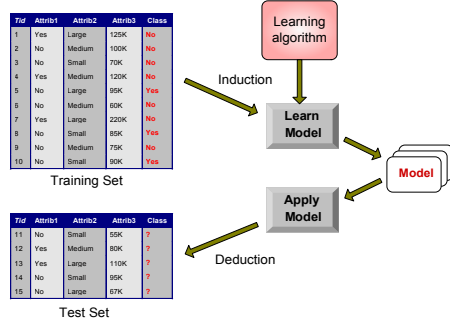 Tid Attrib1 Attrib2 Attrib3 Class
1 Yes Large 125K No
2 No Medium 100K No
3 No Small 70K No
4 Yes Medium 120K No
5 No Large 95K Yes
6 No Medium 60K No
7 Yes Large 220K No
8 No Small 85K Yes
9 No Medium 75K No
10 No Small 90K Yes
Training Set
Learning
algorithm
Induction
Learn
Model
Model
Apply
Model
Deduction
Tid Attrib1 Attrib2 Attrib3 Class
11 No Small 55K ?
12 Yes Medium 80K ?
13 Yes Large 110K ?
14 No Small 95K ?
15 No Large 67K ?
Test Set